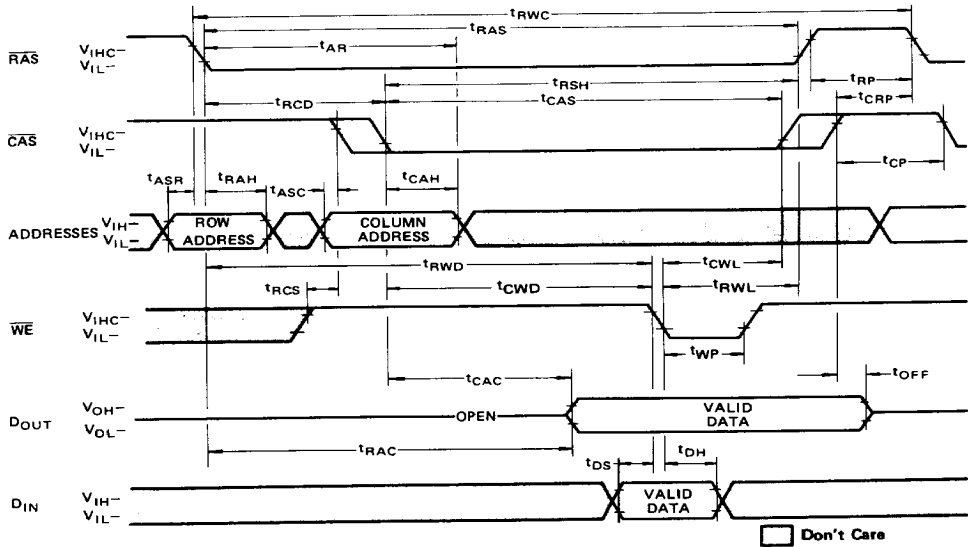 tRWC
tRAS
tAR
RAS
VIHC–
VIL–
tRSH
tRP
tRCD
tCAS
tCRP
CAS
VIHC–
VIL–
tCP
tASR
tRAH
tASC
tCAH
ADDRESSES
VIH–
VIL–
ROW ADDRESS
COLUMN ADDRESS
tRWD
tCWL
tRCS
tCWD
tRWL
WE
VIHC–
VIL–
tWP
tCAC
tOFF
DOUT
VOH–
VOL–
OPEN
VALID DATA
tRAC
tDS
tDH
DIN
VIH–
VIL–
VALID DATA
Don't Care